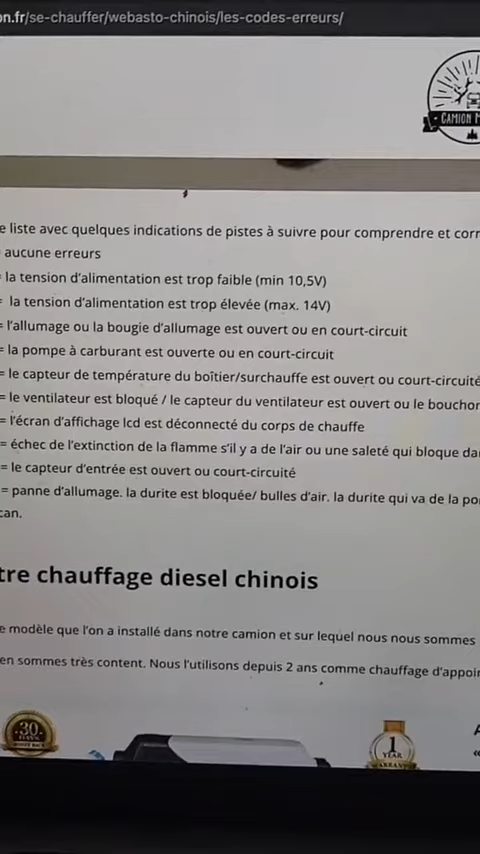 on.fr/se-chauffer/webasto-chinois/les-codes-erreurs/
CAMION
e liste avec quelques indications de pistes à suivre pour comprendre et corr
= aucune erreurs
= la tension d'alimentation est trop faible (min 10,5V)
= la tension d'alimentation est trop élevée (max. 14V)
= l'allumage ou la bougie d'allumage est ouvert ou en court-circuit
= la pompe à carburant est ouverte ou en court-circuit
= le capteur de température du boîtier/surchauffe est ouvert ou court-circuité
= le ventilateur est bloqué / le capteur du ventilateur est ouvert ou le bouchon
= l'écran d'affichage lcd est déconnecté du corps de chauffe
= échec de l'extinction de la flamme s'il y a de l'air ou une saleté qui bloque da
= le capteur d'entrée est ouvert ou court-circuité
= panne d'allumage. la durite est bloquée/ bulles d'air. la durite qui va de la po
can.
tre chauffage diesel chinois
e modèle que l'on a installé dans notre camion et sur lequel nous nous sommes
en sommes très content. Nous l'utilisons depuis 2 ans comme chauffage d'appoin
30
1
YEAR
WARRANTY